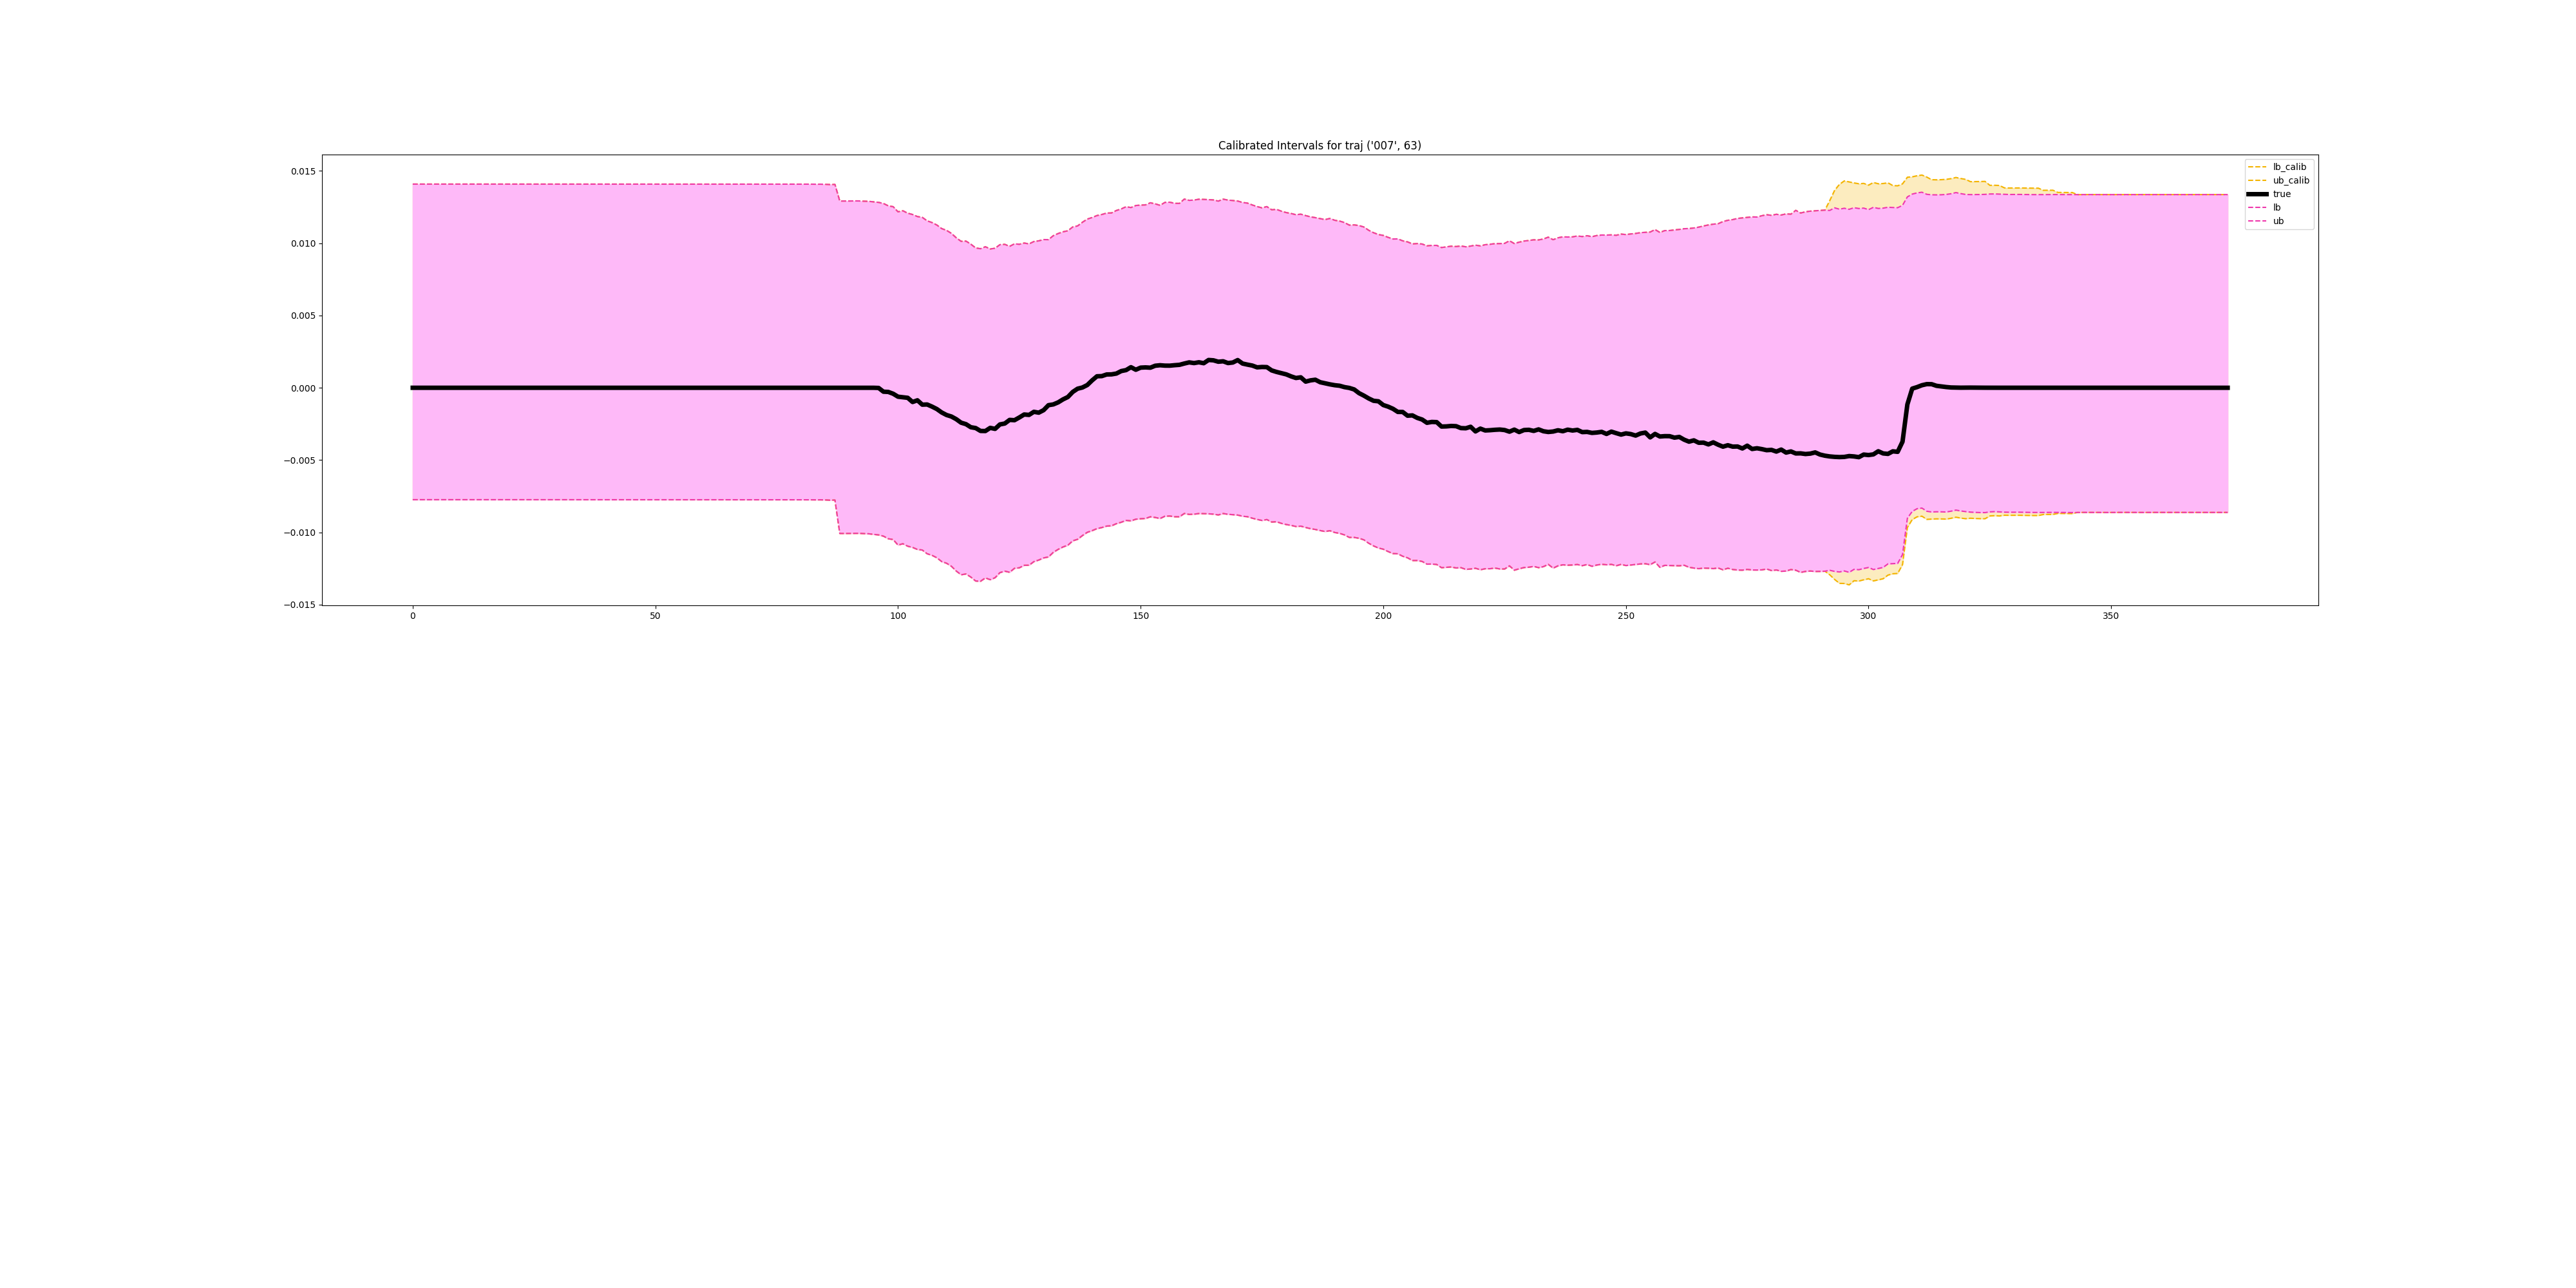 Calibrated Intervals for traj ('007', 63)
0.015
0.010
0.005
0.000
−0.005
−0.010
−0.015
0 50 100 150 200 250 300 350
lb_calib
ub_calib
true
lb
ub